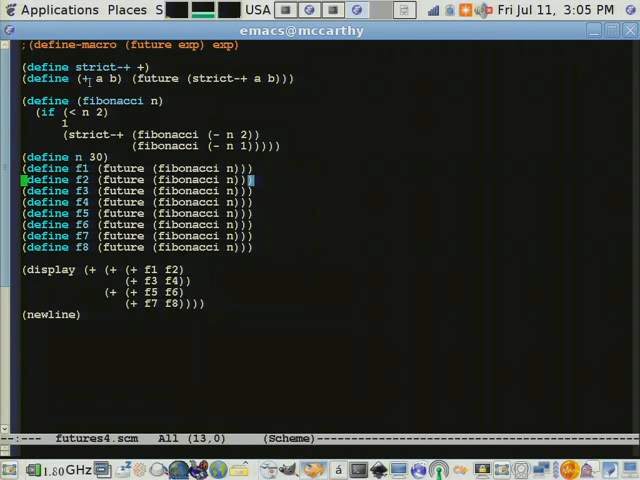 Applications Places S USA Fri Jul 11, 3:05 PM
emacs@mccarthy
;(define-macro (future exp) exp)
(define strict-+ +)
(define (+ a b) (future (strict-+ a b)))
(define (fibonacci n)
(if (< n 2)
1
(strict-+ (fibonacci (- n 2))
(fibonacci (- n 1)))))
(define n 30)
(define f1 (future (fibonacci n)))
(define f2 (future (fibonacci n)))
(define f3 (future (fibonacci n)))
(define f4 (future (fibonacci n)))
(define f5 (future (fibonacci n)))
(define f6 (future (fibonacci n)))
(define f7 (future (fibonacci n)))
(define f8 (future (fibonacci n)))
(display (+ (+ (+ f1 f2)
(+ f3 f4))
(+ (+ f5 f6)
(+ f7 f8))))
(newline)
--:--- futures4.scm All (13,0) (Scheme)
1.80GHz á